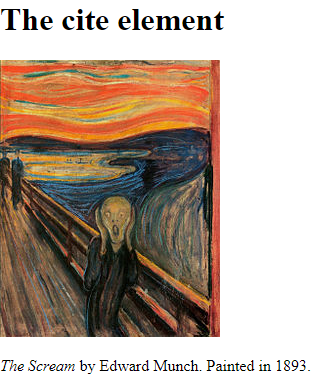 The cite element
The Scream by Edward Munch. Painted in 1893.